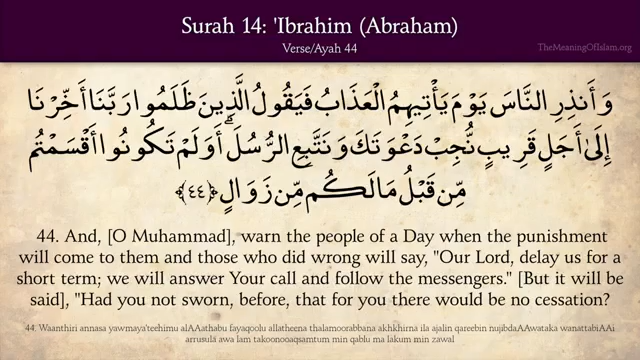 Surah 14: 'Ibrahim (Abraham)
Verse/Ayah 44
TheMeaningOfIslam.org
وَأَنذِرِ النَّاسَ يَوْمَ يَأْتِيهِمُ الْعَذَابُ فَيَقُولُ الَّذِينَ ظَلَمُوا رَبَّنَا أَخِّرْنَا
إِلَىٰ أَجَلٍ قَرِيبٍ نُّجِبْ دَعْوَتَكَ وَنَتَّبِعِ الرُّسُلَ ۗ أَوَلَمْ تَكُونُوا أَقْسَمْتُم
مِّن قَبْلُ مَا لَكُم مِّن زَوَالٍ ﴿٤٤﴾
44. And, [O Muhammad], warn the people of a Day when the punishment
will come to them and those who did wrong will say, "Our Lord, delay us for a
short term; we will answer Your call and follow the messengers." [But it will be
said], "Had you not sworn, before, that for you there would be no cessation?
44. Waanthiri annasa yawmaya/teehimu alAAathabu fayaqoolu allatheena thalamoorabbana akhkhirna ila ajalin qareebin nujibdaAAwataka wanattabiAAi
arrusulā awa lam takoonooaqsamtum min qablu ma lakum min zawal